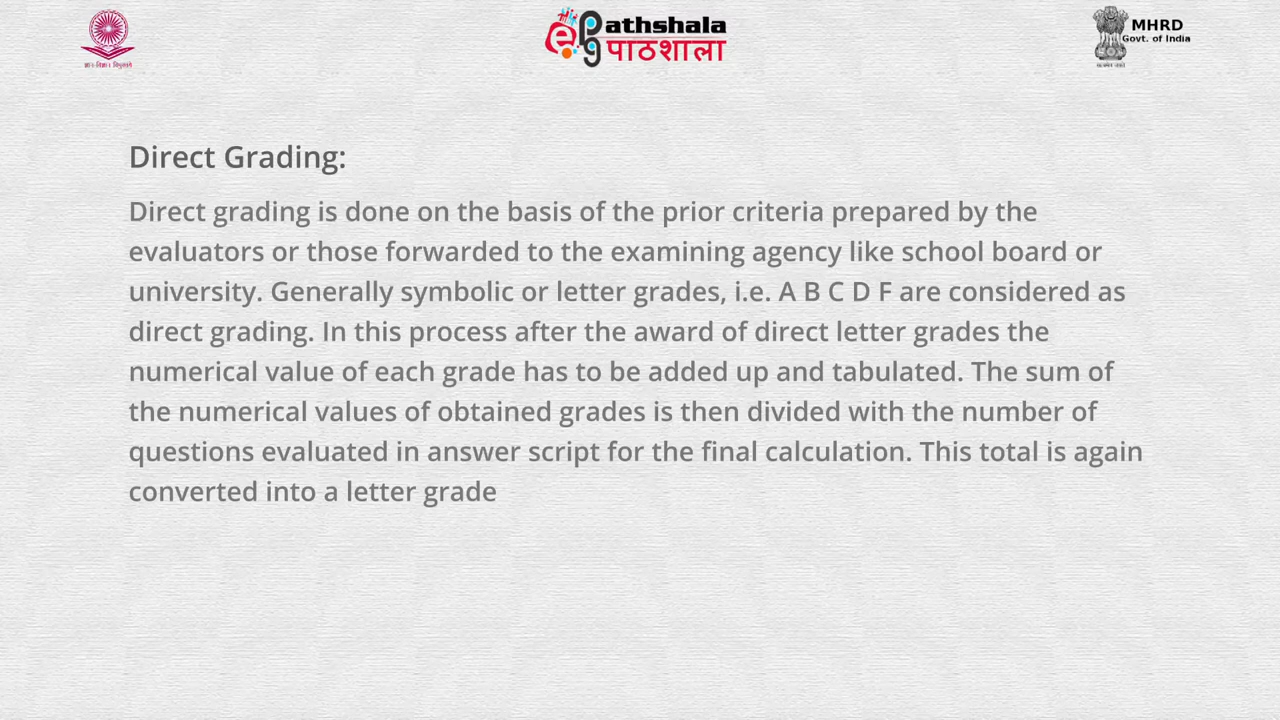 ज्ञान-विज्ञानं विमुक्तये
ePathshala
पाठशाला
MHRD
Govt. of India
सत्यमेव जयते
Direct Grading:
Direct grading is done on the basis of the prior criteria prepared by the
evaluators or those forwarded to the examining agency like school board or
university. Generally symbolic or letter grades, i.e. A B C D F are considered as
direct grading. In this process after the award of direct letter grades the
numerical value of each grade has to be added up and tabulated. The sum of
the numerical values of obtained grades is then divided with the number of
questions evaluated in answer script for the final calculation. This total is again
converted into a letter grade